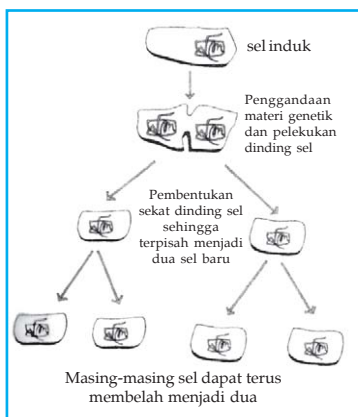 sel induk
Penggandaan
materi genetik
dan pelekukan
dinding sel
Pembentukan
sekat dinding sel
sehingga
terpisah menjadi
dua sel baru
Masing-masing sel dapat terus
membelah menjadi dua